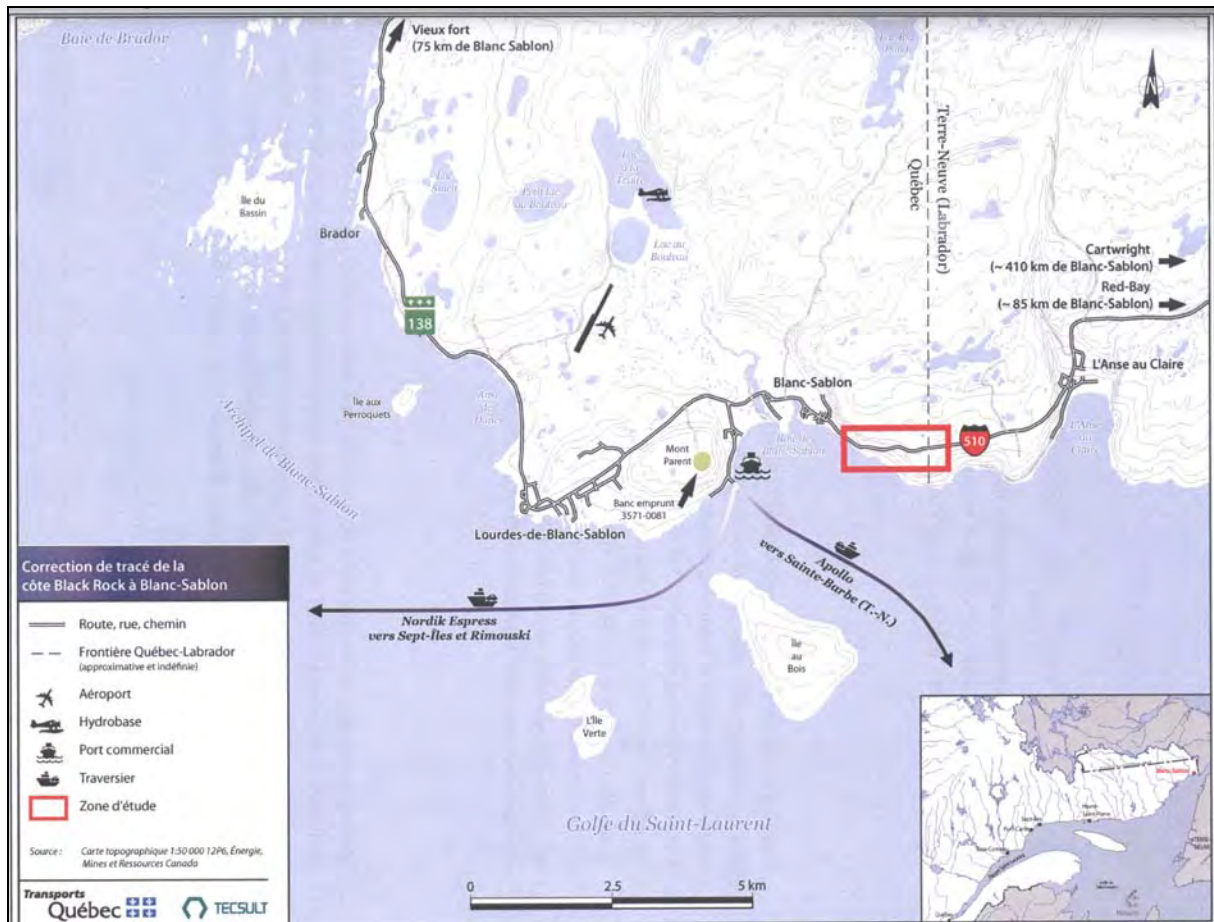 Baie de Brador
Vieux fort
(75 km de Blanc Sablon)
Terre-Neuve (Labrador)
Québec
Île du
Bassin
Brador
138
Lac au
Cartwright
(~ 410 km de Blanc-Sablon)
Red-Bay
(~ 85 km de Blanc-Sablon)
L'Anse au Claire
Île aux
Perroquets
Archipel de Blanc-Sablon
Blanc-Sablon
510
Mont
Parent
Banc emprunt
3571-0081
Lourdes-de-Blanc-Sablon
Apollo
vers Sainte-Barbe (T.-N.)
Nordik Espress
vers Sept-Îles et Rimouski
Île
au
Bois
L'Île
Verte
Golfe du Saint-Laurent
0 2.5 5 km
Correction de tracé de la
côte Black Rock à Blanc-Sablon
Route, rue, chemin
Frontière Québec-Labrador
(approximative et indéfinie)
Aéroport
Hydrobase
Port commercial
Traversier
Zone d'étude
Source : Carte topographique 1:50 000 12P6, Énergie,
Mines et Ressources Canada
Transports
Québec
TECSULT
Blanc-Sablon